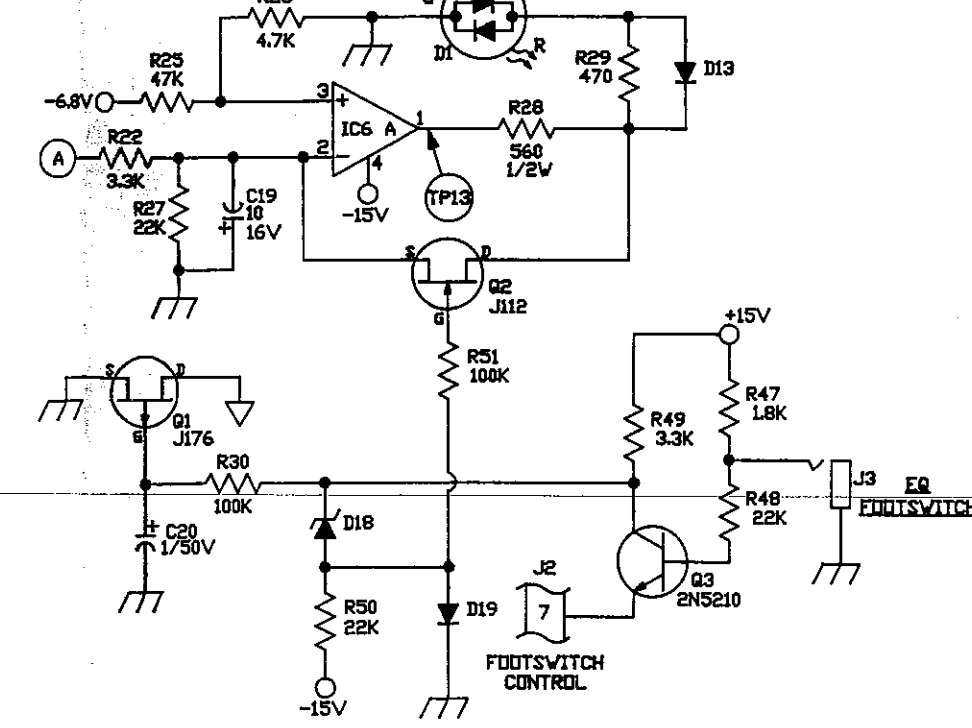 4.7K
D1
R
R29
470
D13
R25
47K
-6.8V
3
+
IC6 A
1
R28
560
1/2W
A
R22
3.3K
2
-
4
-15V
TP13
R27
22K
C19
10
16V
+
S
D
Q2
J112
G
+15V
R51
100K
S
D
Q1
J176
G
R47
1.8K
R49
3.3K
R30
100K
J3
EQ
FOOTSWITCH
R48
22K
+
C20
1/50V
D18
J2
7
Q3
2N5210
R50
22K
D19
FOOTSWITCH
CONTROL
-15V